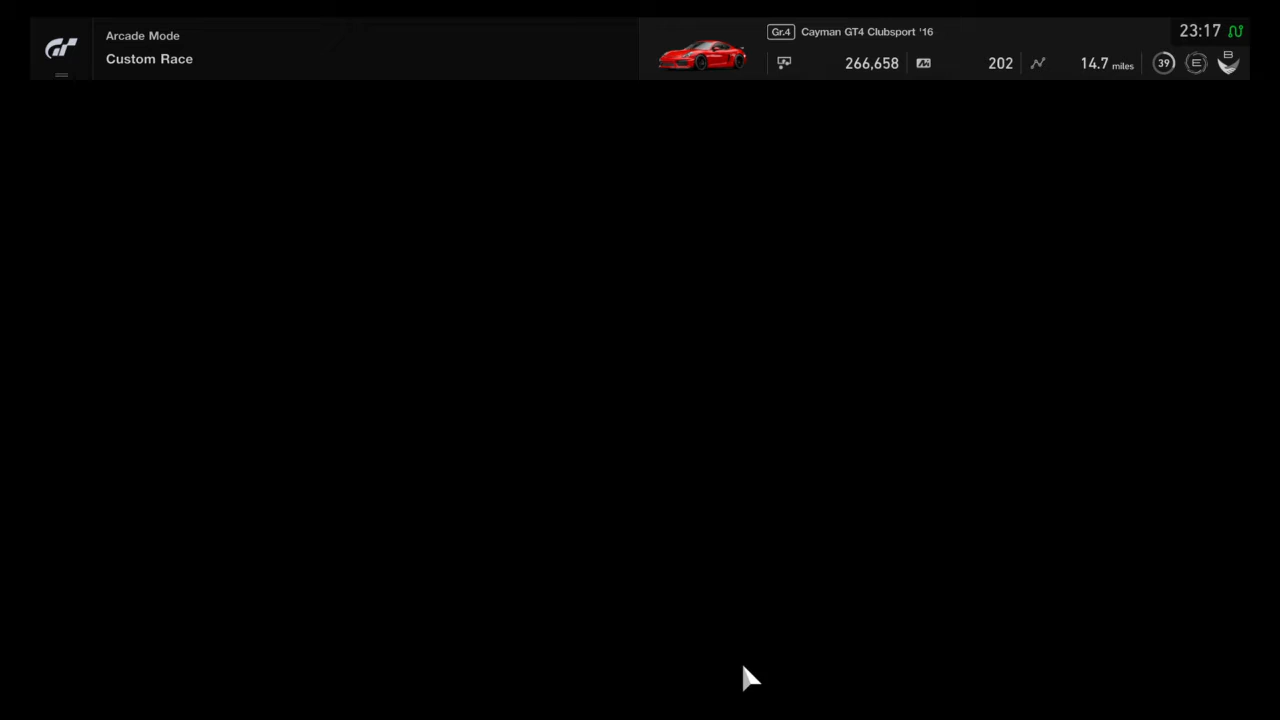 Arcade Mode
Custom Race
Gr.4 Cayman GT4 Clubsport '16
266,658 202 14.7 miles 39 E B
23:17